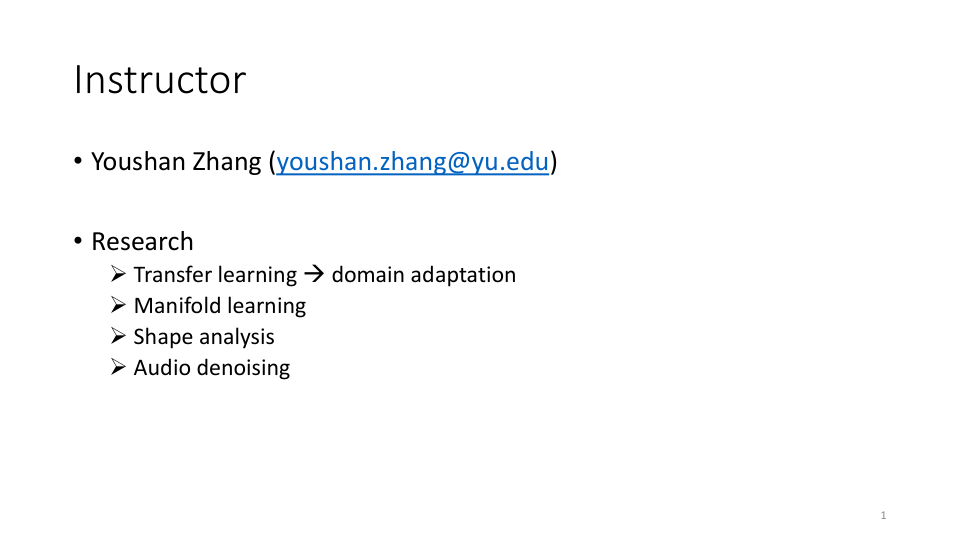 Instructor
• Youshan Zhang (youshan.zhang@yu.edu)
• Research
➢ Transfer learning → domain adaptation
➢ Manifold learning
➢ Shape analysis
➢ Audio denoising
1